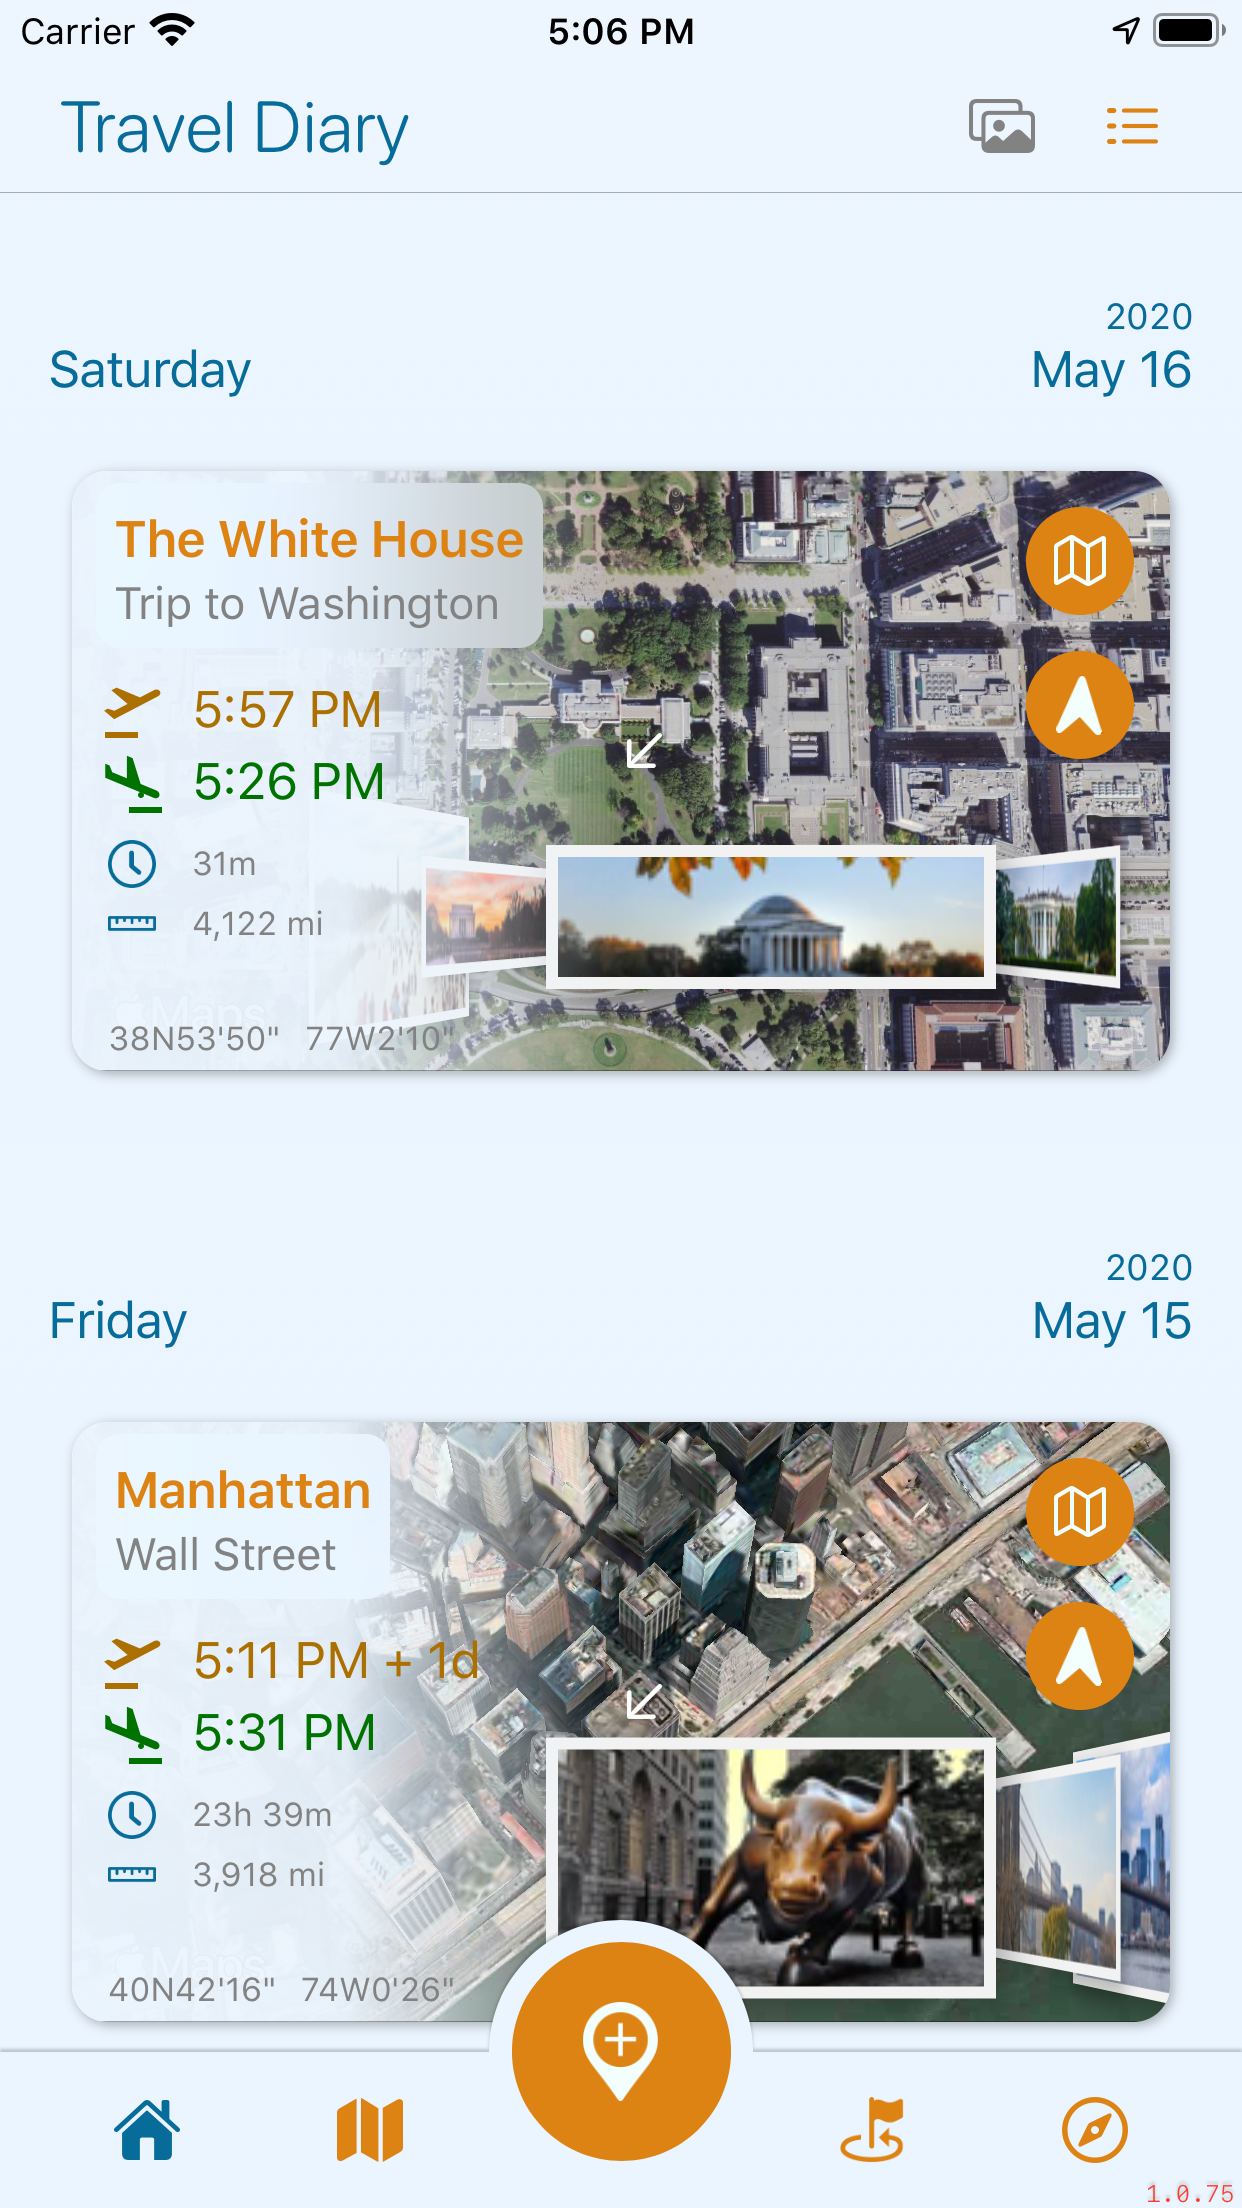 Carrier 5:06 PM
Travel Diary
2020
Saturday May 16
The White House
Trip to Washington
5:57 PM
5:26 PM
31m
4,122 mi
Maps
38N53'50" 77W2'10"
2020
Friday May 15
Manhattan
Wall Street
5:11 PM + 1d
5:31 PM
23h 39m
3,918 mi
Maps
40N42'16" 74W0'26"
1.0.75